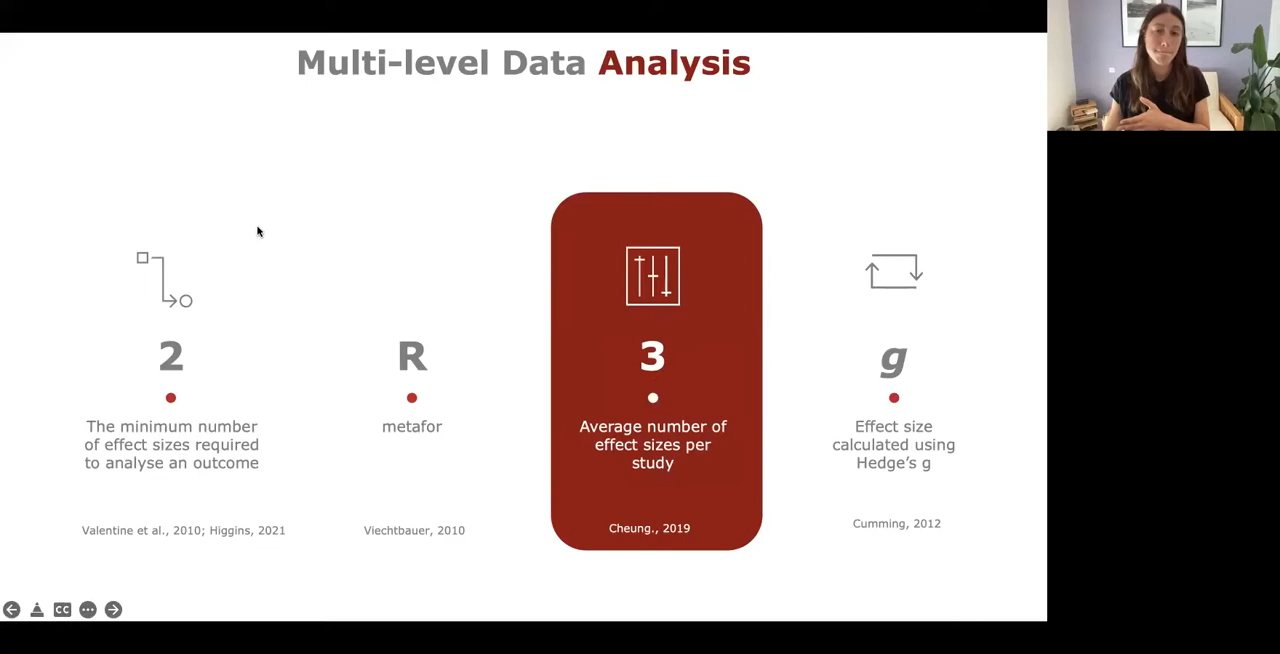 Multi-level Data Analysis
2
The minimum number
of effect sizes required
to analyse an outcome
Valentine et al., 2010; Higgins, 2021
R
metafor
Viechtbauer, 2010
3
Average number of
effect sizes per
study
Cheung., 2019
g
Effect size
calculated using
Hedge's g
Cumming, 2012
CC